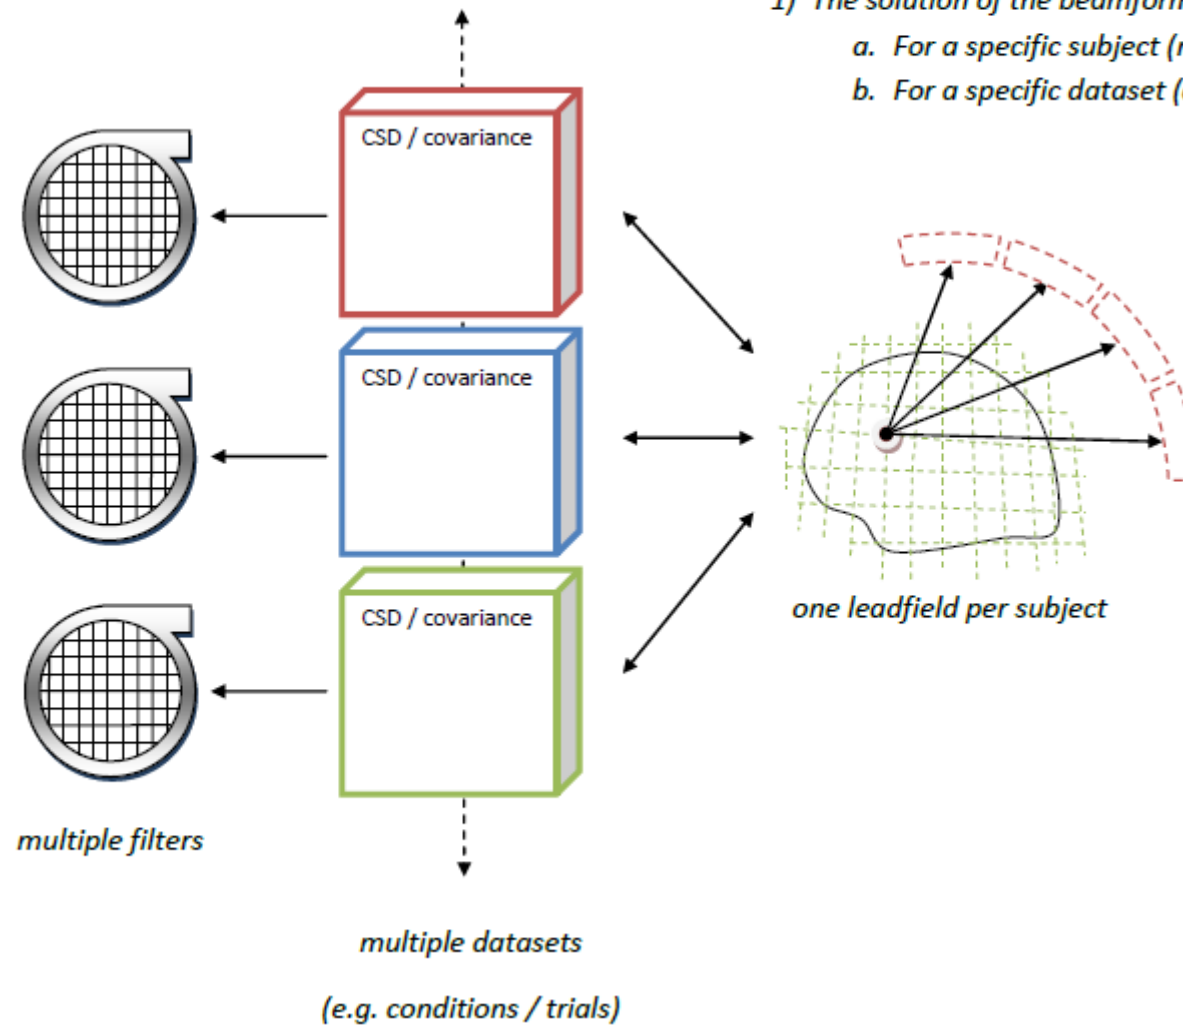 1) The solution of the beamform
a. For a specific subject (
b. For a specific dataset (
CSD / covariance
CSD / covariance
CSD / covariance
one leadfield per subject
multiple filters
multiple datasets
(e.g. conditions / trials)